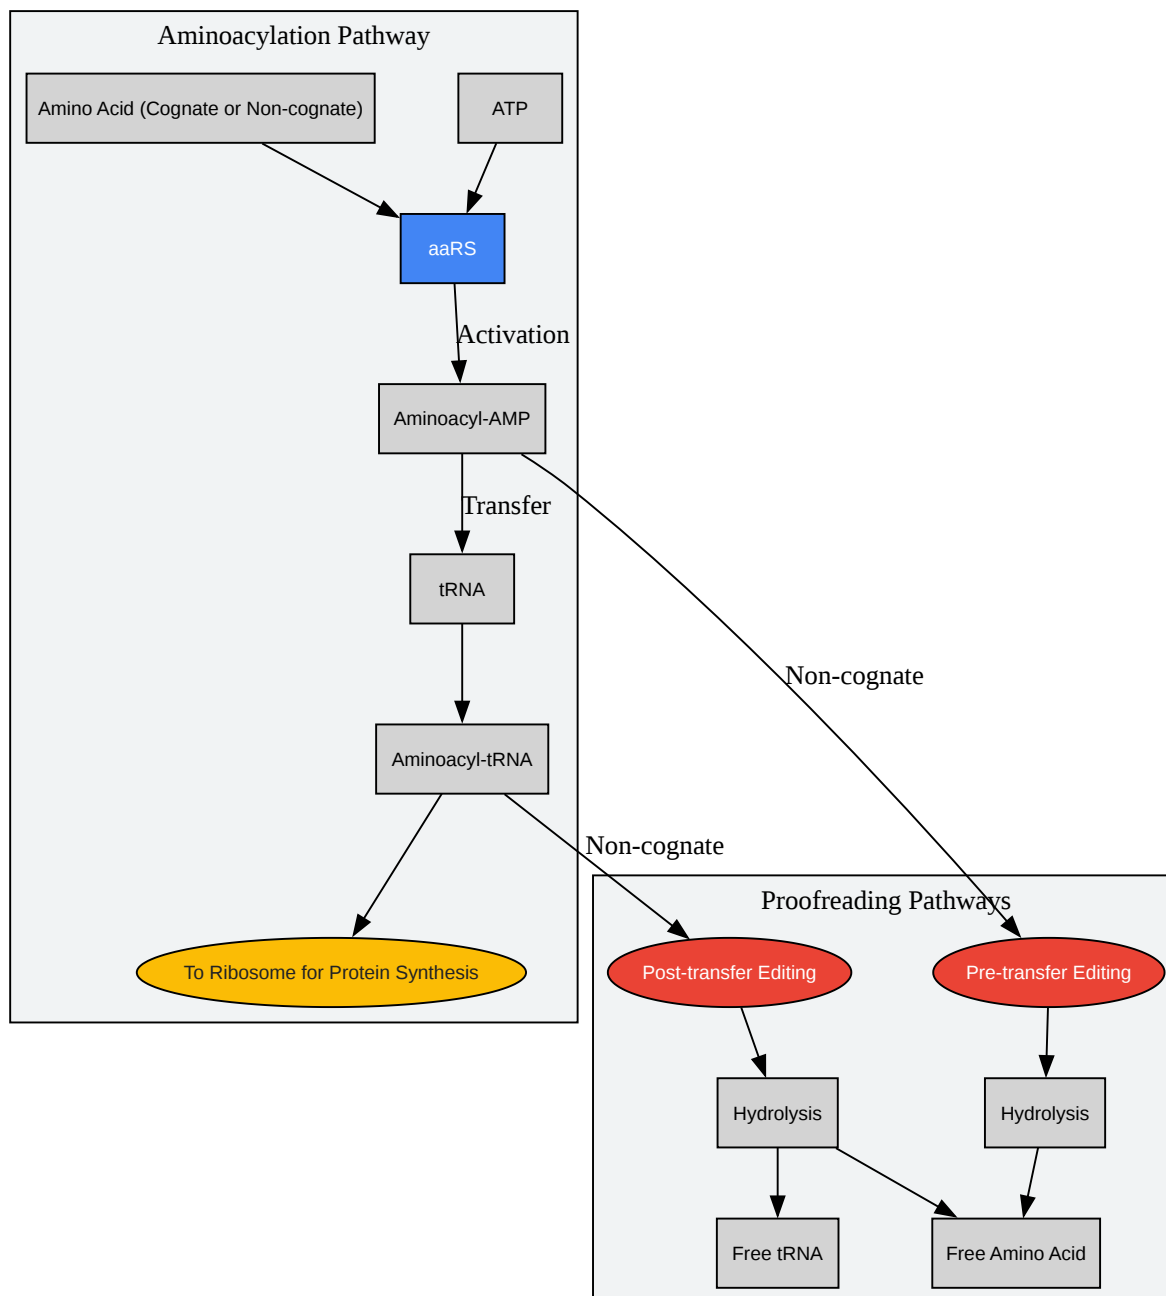 Aminoacylation Pathway
Amino Acid (Cognate or Non-cognate)
ATP
aaRS
Activation
Aminoacyl-AMP
Transfer
tRNA
Non-cognate
Aminoacyl-tRNA
Non-cognate
Proofreading Pathways
To Ribosome for Protein Synthesis
Post-transfer Editing
Pre-transfer Editing
Hydrolysis
Hydrolysis
Free tRNA
Free Amino Acid